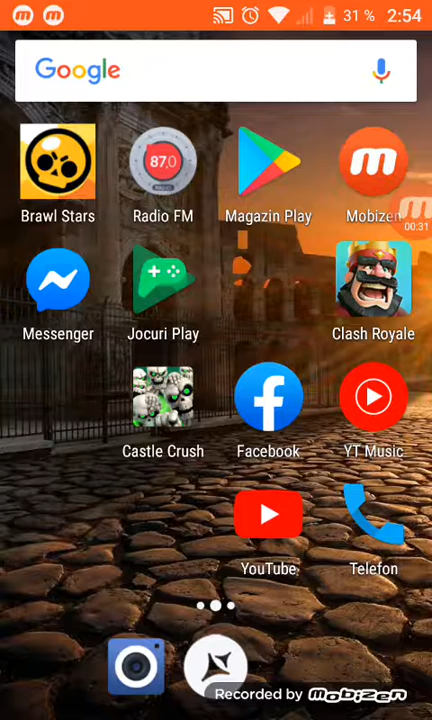 31 % 2:54
Google
87.0
Brawl Stars Radio FM Magazin Play Mobizen
00:31
Messenger Jocuri Play Clash Royale
Castle Crush Facebook YT Music
YouTube Telefon
Recorded by mobizen